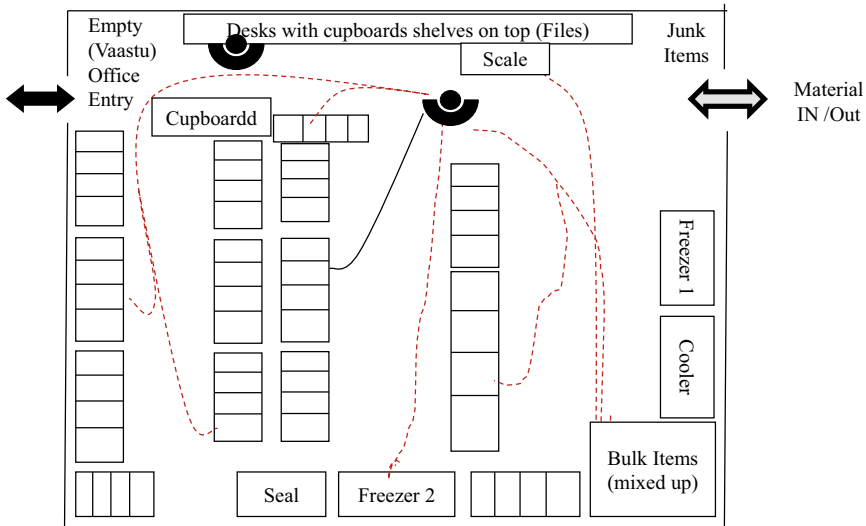 Empty
(Vaastu)
Office
Entry
Desks with cupboards shelves on top (Files)
Scale
Junk
Items
Material
IN /Out
Cupboardd
Freezer 1
Cooler
Bulk Items
(mixed up)
Seal
Freezer 2